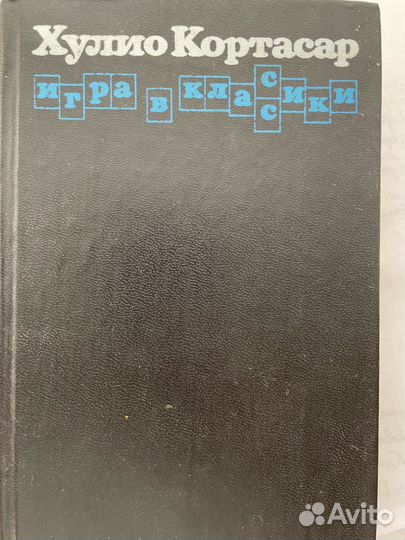 Хулио Кортасар
игра в классики
Avito